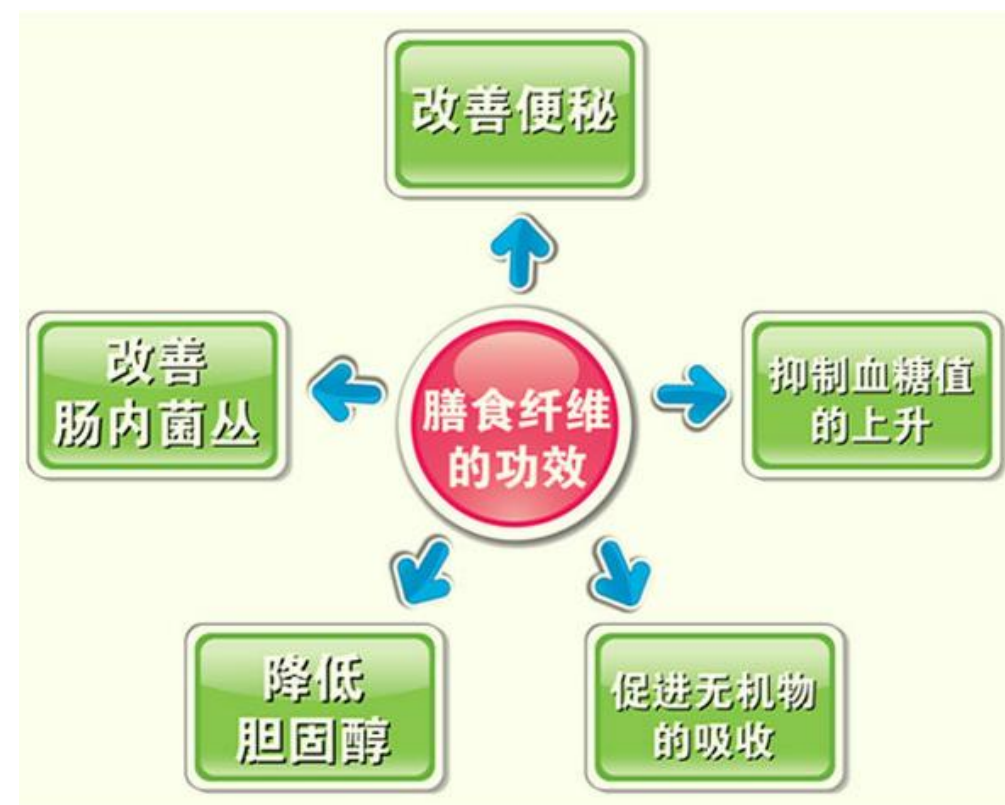 改善便秘
改善
肠内菌丛
膳食纤维
的功效
抑制血糖值
的上升
降低
胆固醇
促进无机物
的吸收